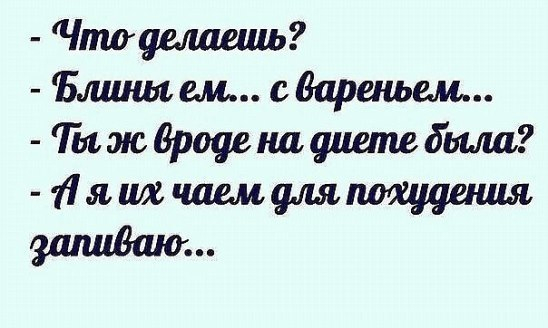 - Что делаешь?
- Блины ем... с вареньем...
- Ты ж вроде на диете была?
- А я их чаем для похудения
запиваю...